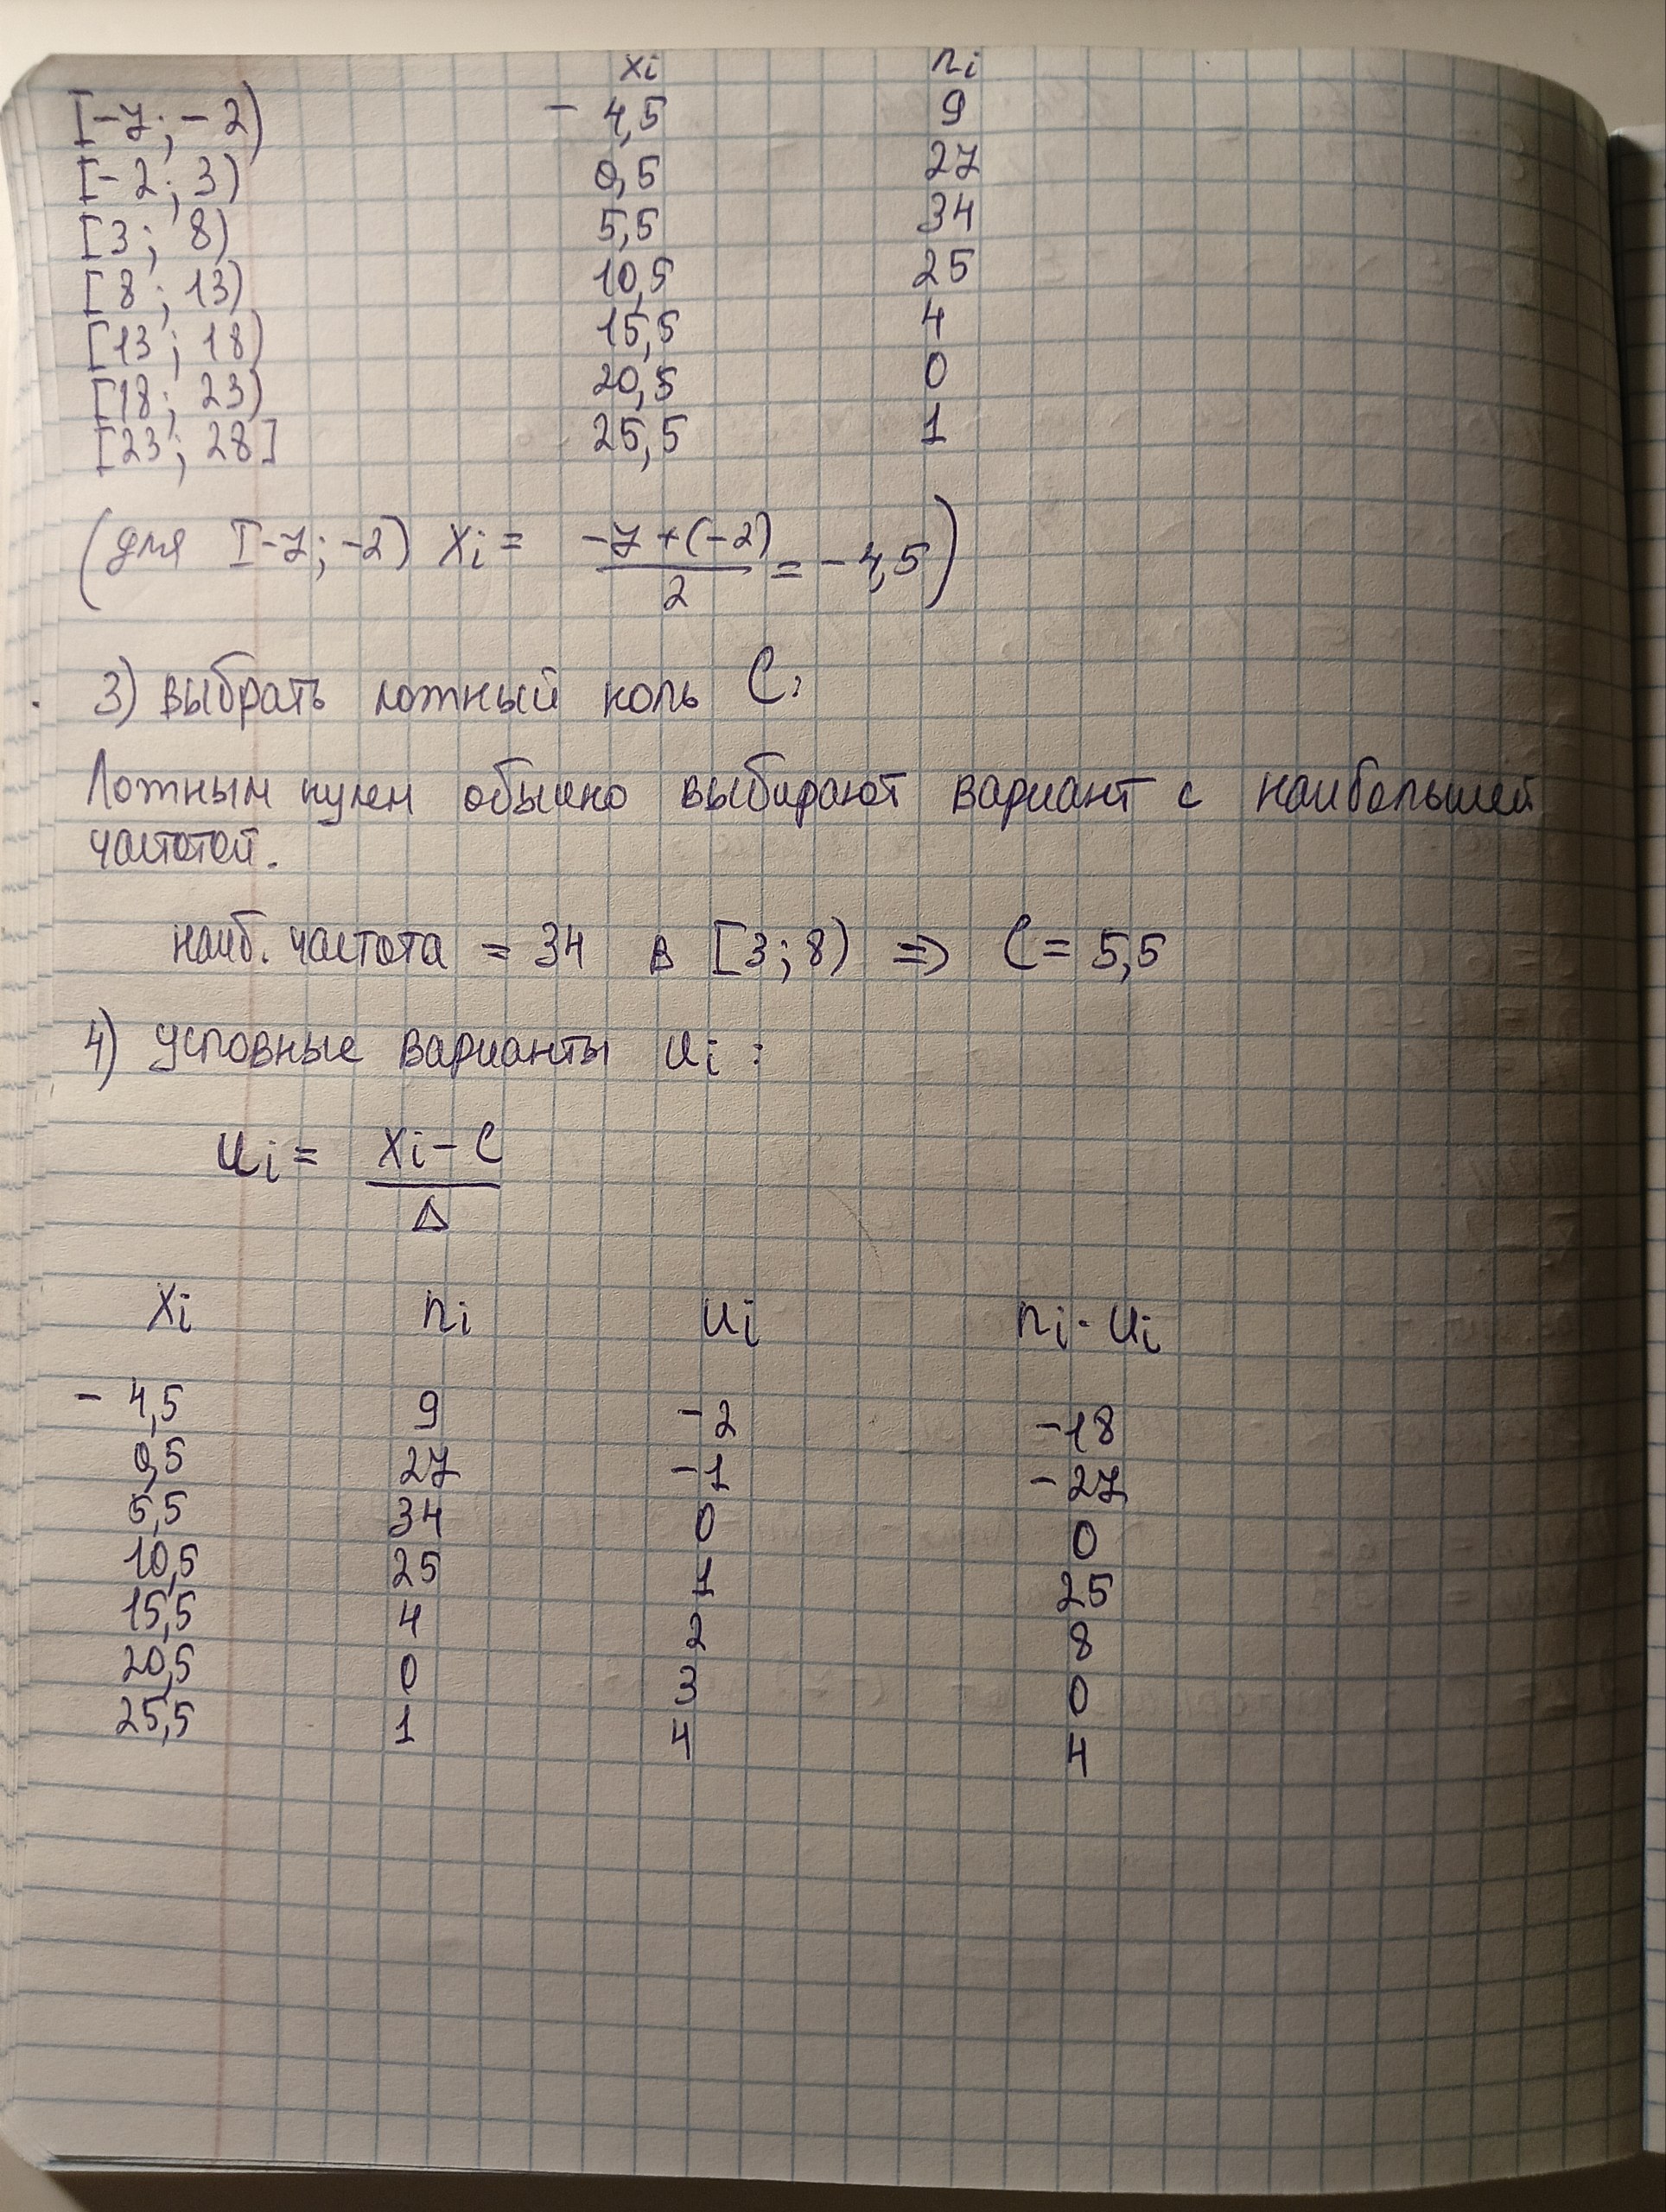 xi ni
[-7; -2) - 4,5 9
[-2; 3) 0,5 27
[3; 8) 5,5 34
[8; 13) 10,5 25
[13; 18) 15,5 4
[18; 23) 20,5 0
[23; 28] 25,5 1
(для [-7; -2) Xi = -7 + (-2) / 2 = -4,5)
3) выбрать ложный ноль C:
Ложным нулем обычно выбирают вариант с наибольшей
частотой.
наиб. частота = 34 в [3; 8) => C = 5,5
4) условные варианты ui:
ui = Xi - C / Δ
Xi ni ui ni · ui
- 4,5 9 -2 -18
0,5 27 -1 -27
5,5 34 0 0
10,5 25 1 25
15,5 4 2 8
20,5 0 3 0
25,5 1 4 4